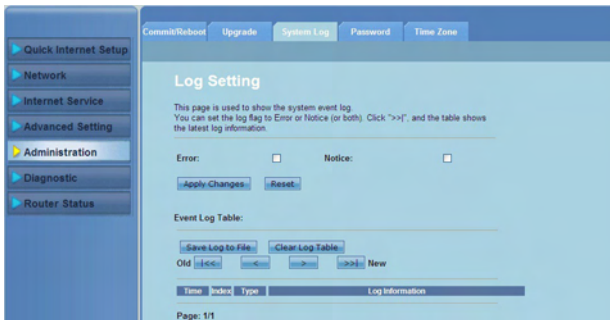 Commit/Reboot Upgrade System Log Password Time Zone
Quick Internet Setup
Network
Internet Service
Advanced Setting
Administration
Diagnostic
Router Status
Log Setting
This page is used to show the system event log.
You can set the log flag to Error or Notice (or both). Click ">>|", and the table shows
the latest log information.
Error: Notice:
Apply Changes Reset
Event Log Table:
Save Log to File Clear Log Table
Old |<< < > >>| New
Time Index Type Log Information
Page: 1/1